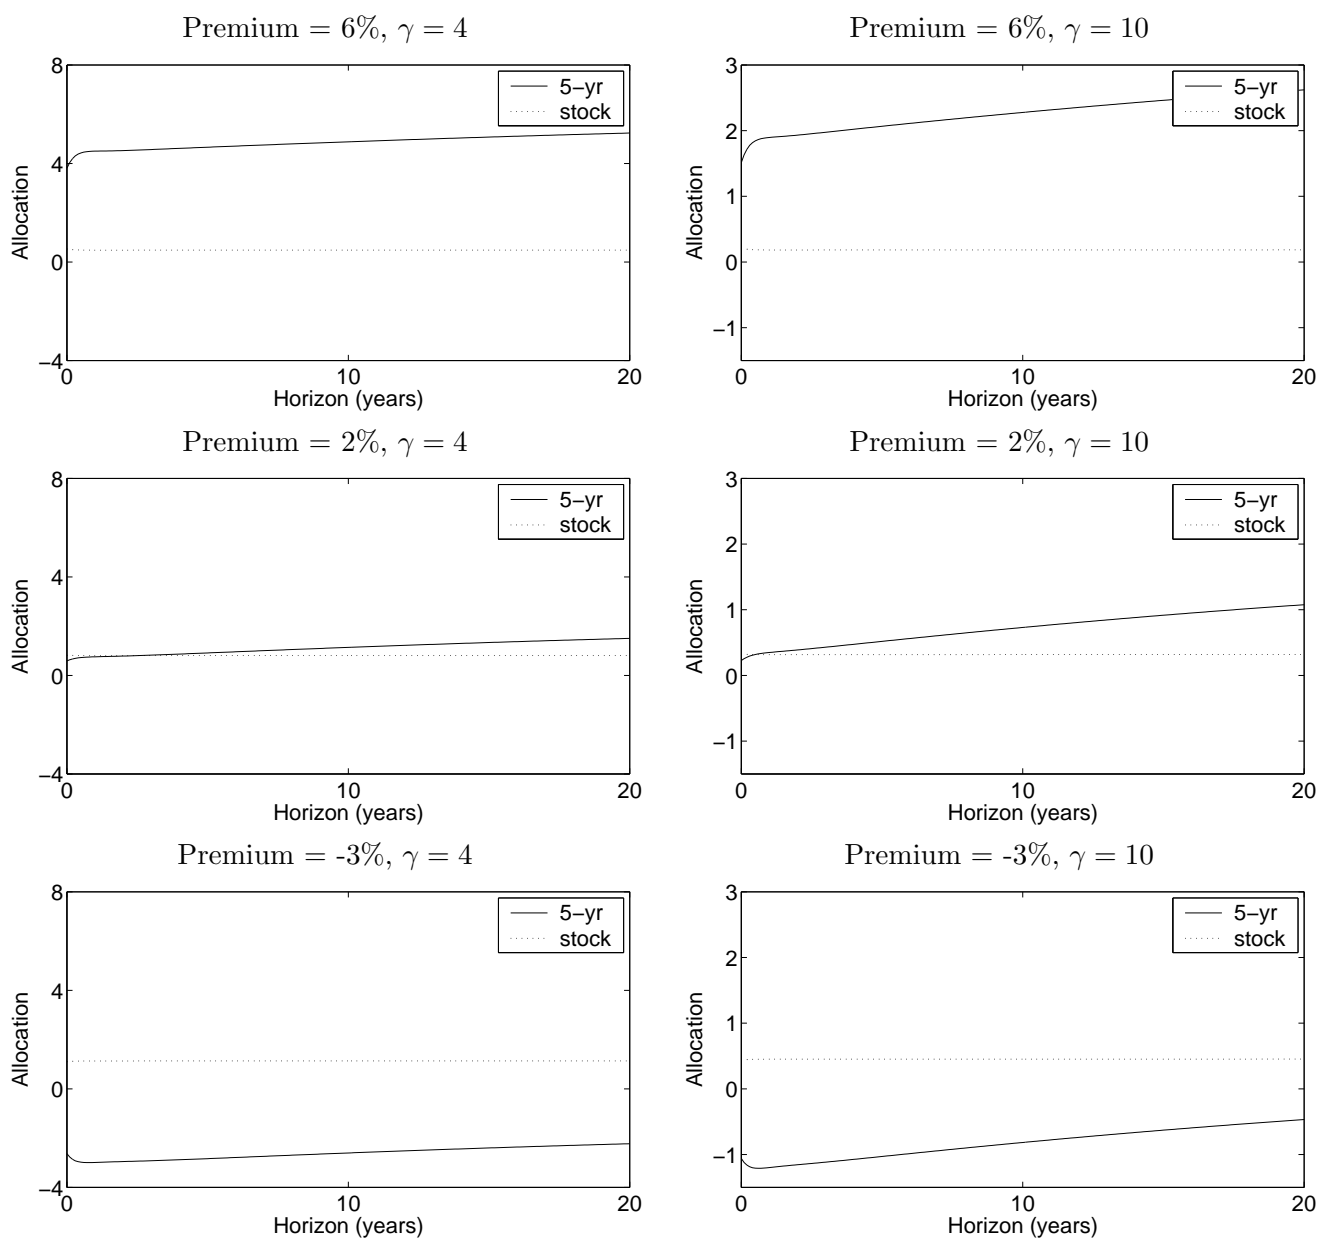 Premium = 6%, γ = 4
8
4
0
−4
Allocation
5−yr
stock
0 10 20
Horizon (years)
Premium = 6%, γ = 10
3
2
1
0
−1
Allocation
5−yr
stock
0 10 20
Horizon (years)
Premium = 2%, γ = 4
8
4
0
−4
Allocation
5−yr
stock
0 10 20
Horizon (years)
Premium = 2%, γ = 10
3
2
1
0
−1
Allocation
5−yr
stock
0 10 20
Horizon (years)
Premium = -3%, γ = 4
8
4
0
−4
Allocation
5−yr
stock
0 10 20
Horizon (years)
Premium = -3%, γ = 10
3
2
1
0
−1
Allocation
5−yr
stock
0 10 20
Horizon (years)